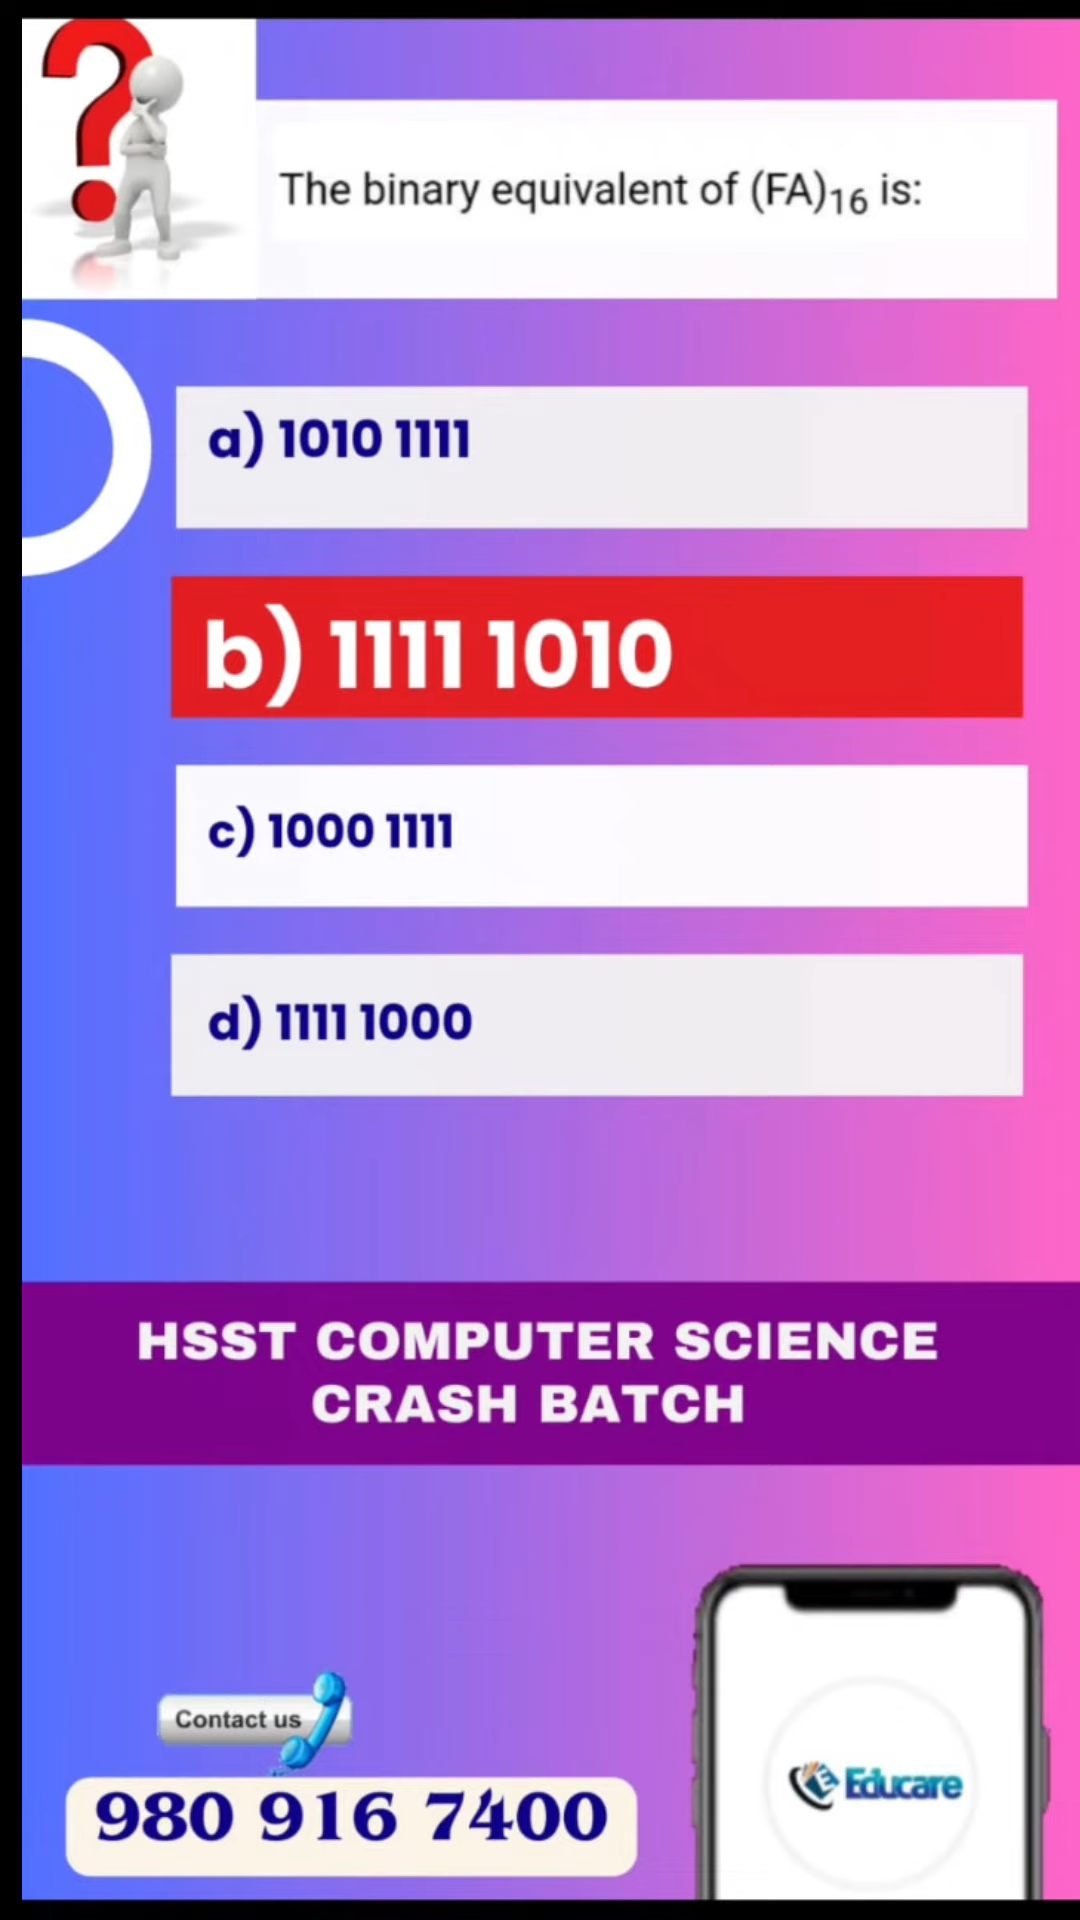 The binary equivalent of (FA)16 is:
a) 1010 1111
b) 1111 1010
c) 1000 1111
d) 1111 1000
HSST COMPUTER SCIENCE
CRASH BATCH
Contact us
980 916 7400
Educare